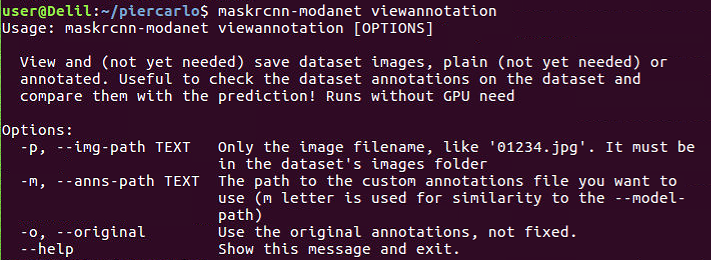 user@Delil:~/piercarlo$ maskrcnn-modanet viewannotation
Usage: maskrcnn-modanet viewannotation [OPTIONS]
View and (not yet needed) save dataset images, plain (not yet needed) or
annotated. Useful to check the dataset annotations on the dataset and
compare them with the prediction! Runs without GPU need
Options:
-p, --img-path TEXT Only the image filename, like '01234.jpg'. It must be
in the dataset's images folder
-m, --anns-path TEXT The path to the custom annotations file you want to
use (m letter is used for similarity to the --model-
path)
-o, --original Use the original annotations, not fixed.
--help Show this message and exit.